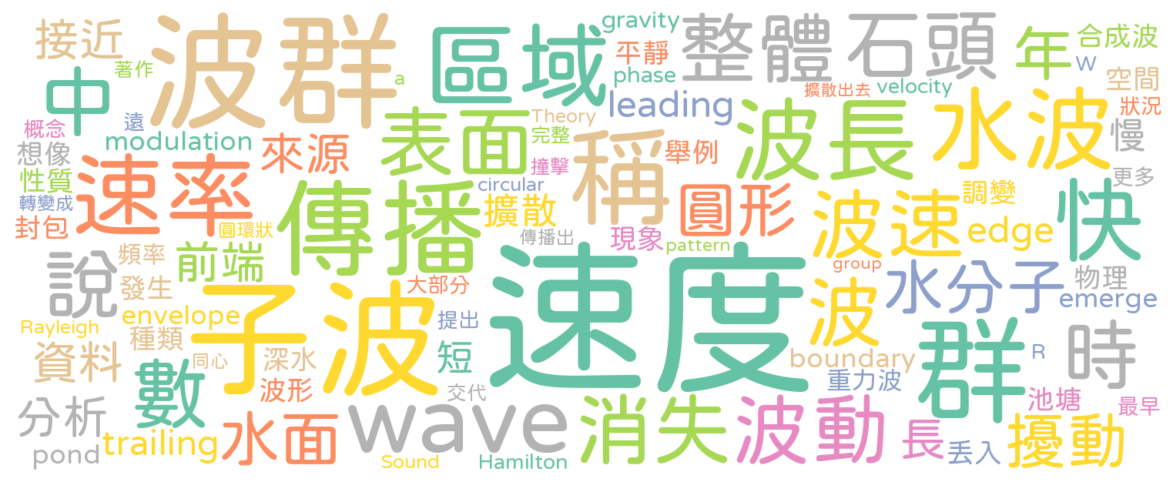 接近
波群
區域
gravity
整體
石頭
年
合成波
著作
平靜
w
空間
中
a
phase
擴散出去
velocity
leading
狀況
概念
遠
modulation
Theory
完整
表面
波長
水波
慢
想像
來源
撞擊
稱
舉例
更多
性質
速率
circular
調變
轉變成
傳播
擴散
圓形
波速
快
封包
圓環狀
傳播出
現象
pattern
edge
說
頻率
前端
大部分
速度
group
水分子
物理
發生
子波
波
emerge
Rayleigh
envelope
提出
boundary
群
時
資料
種類
同心
深水
短
R
數
波形
交代
重力波
池塘
最早
分析
wave
消失
波動
長
擾動
pond
trailing
水面
Sound
Hamilton
丟入